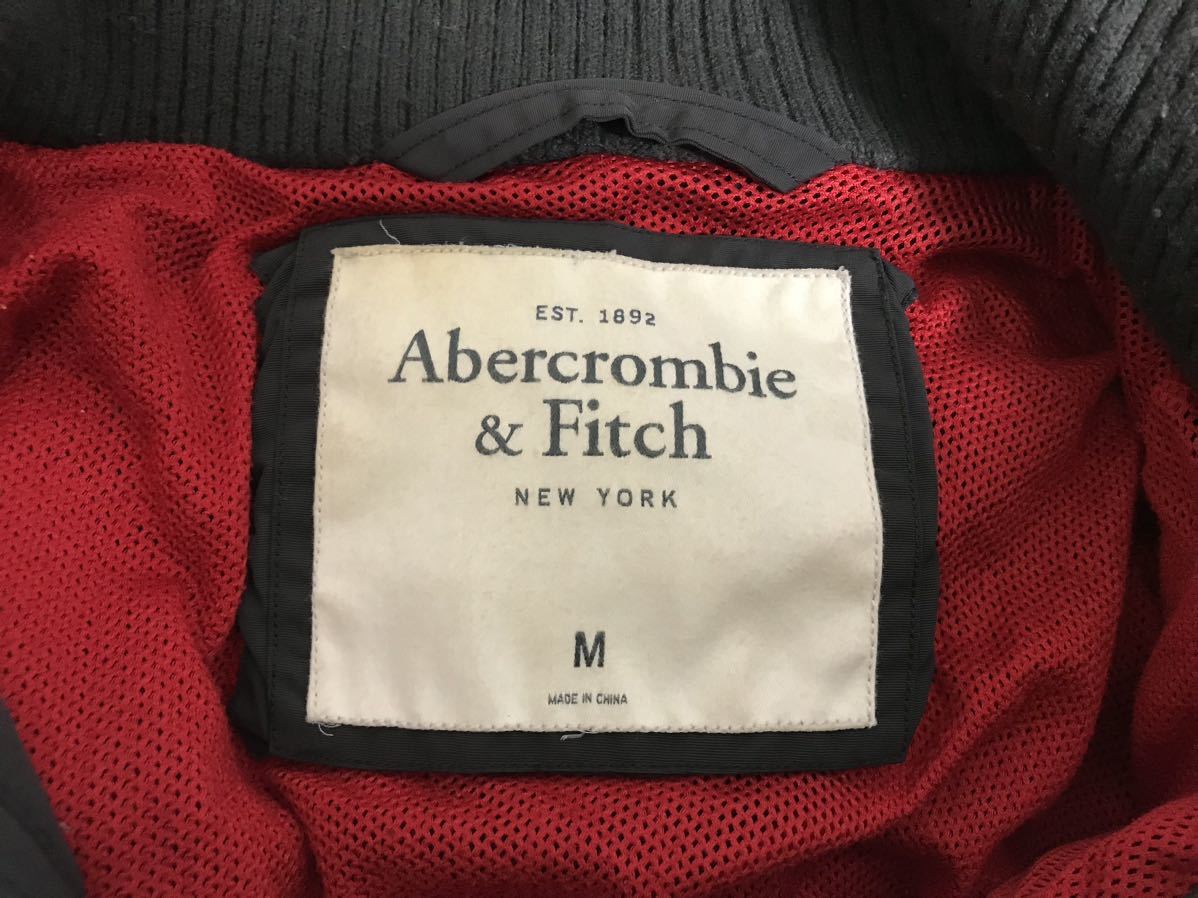 EST. 1892
Abercrombie
& Fitch
NEW YORK
M
MADE IN CHINA